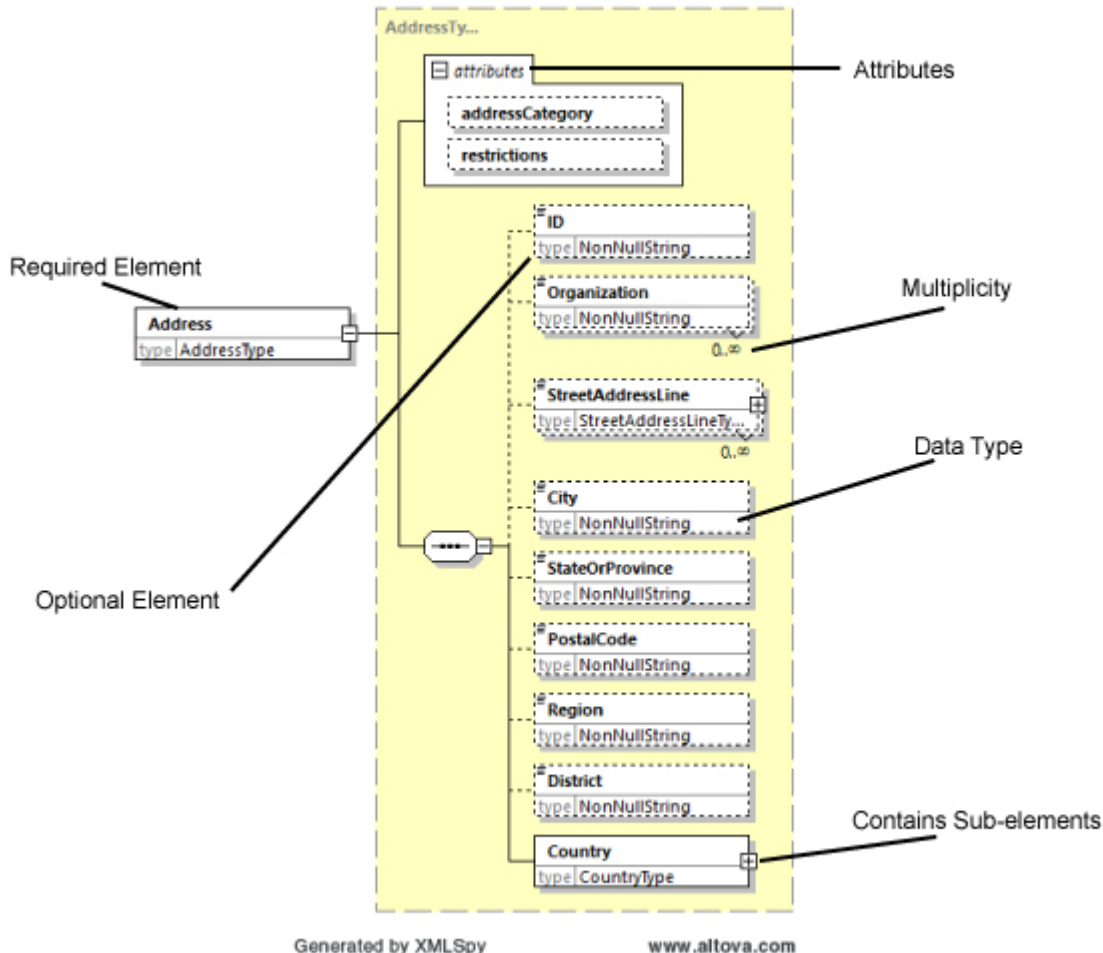 AddressTy...
attributes
Attributes
addressCategory
restrictions
ID
type NonNullString
Required Element
Organization
type NonNullString
Multiplicity
Address
type AddressType
0..∞
StreetAddressLine
type StreetAddressLineTy...
0..∞
Data Type
City
type NonNullString
StateOrProvince
type NonNullString
Optional Element
PostalCode
type NonNullString
Region
type NonNullString
District
type NonNullString
Contains Sub-elements
Country
type CountryType
Generated by XMLSpy www.altova.com